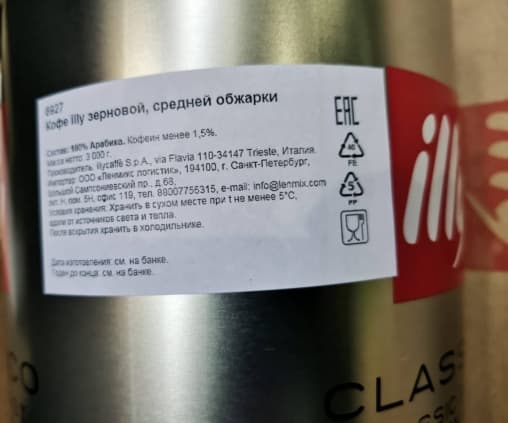 8927
Кофе illy зерновой, средней обжарки
Состав: 100% Арабика. Кофеин менее 1,5%.
Масса нетто: 3 000 г.
Производитель: illycaffè S.p.A., via Flavia 110-34147 Trieste, Италия.
Импортер: ООО «Ленмикс логистик», 194100, г. Санкт-Петербург,
Большой Сампсониевский пр., д.68,
лит. Н, пом. 5Н, офис 119, тел. 88007755315, e-mail: info@lenmix.com
Условия хранения: Хранить в сухом месте при t не менее 5°C,
вдали от источников света и тепла.
После вскрытия хранить в холодильнике.
Дата изготовления: см. на банке.
Годен до конца: см. на банке.
EAC
40
FE
5
PP
illy
CO
CLAS
SSIC